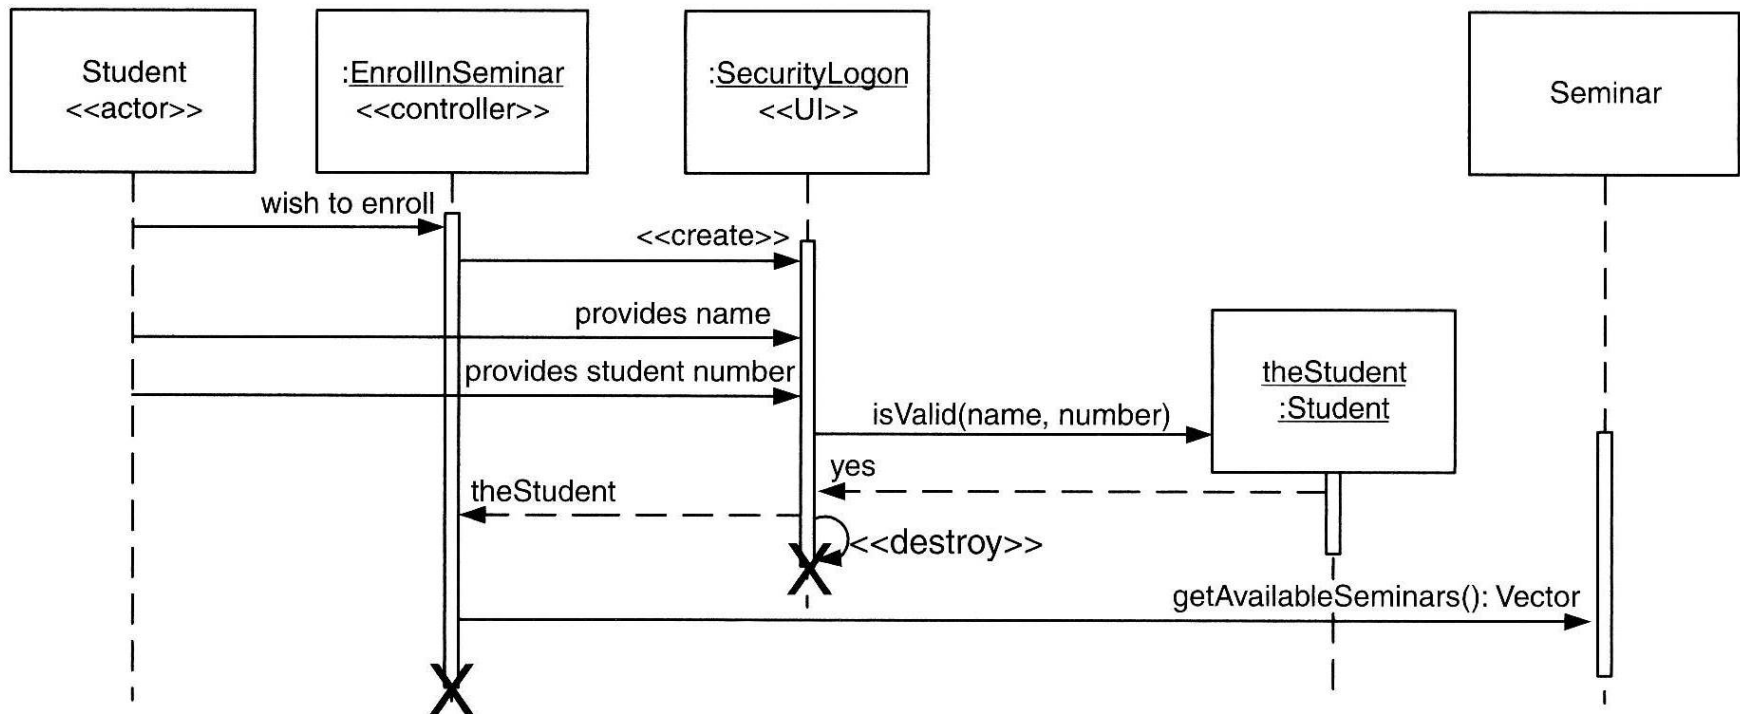 Student
<<actor>>
:EnrollInSeminar
<<controller>>
:SecurityLogon
<<UI>>
Seminar
wish to enroll
<<create>>
provides name
provides student number
theStudent
:Student
isValid(name, number)
yes
theStudent
<<destroy>>
getAvailableSeminars(): Vector